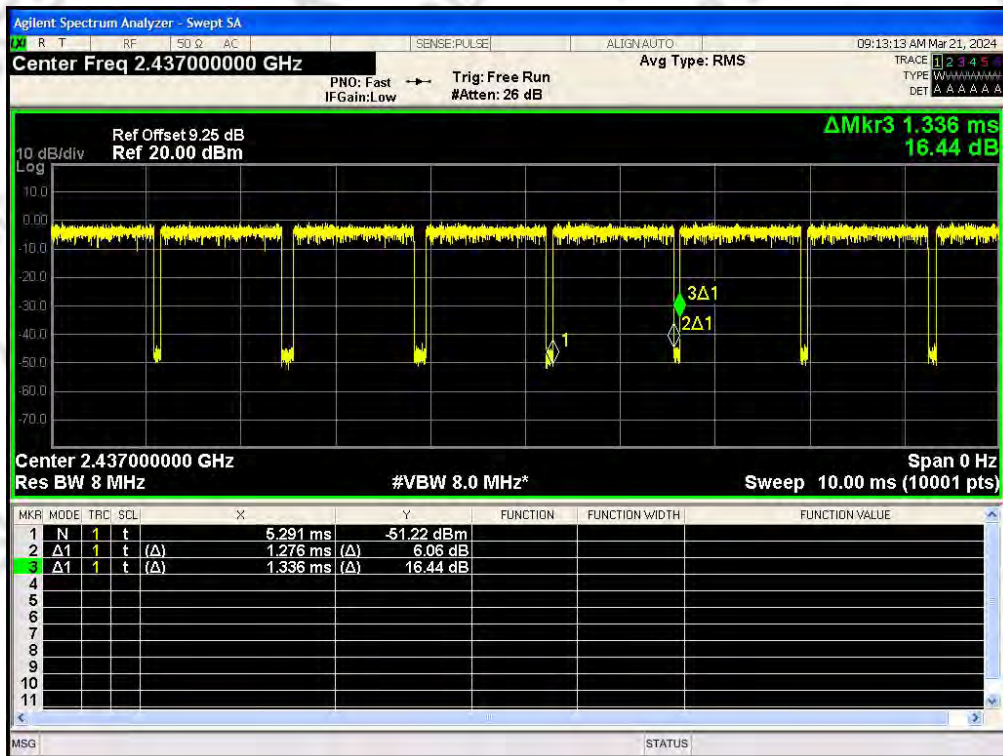 Agilent Spectrum Analyzer - Swept SA
R T RF 50 Ω AC SENSE:PULSE ALIGN AUTO 09:13:13 AM Mar 21, 2024
Center Freq 2.437000000 GHz Avg Type: RMS TRACE 1 2 3 4 5 6
PNO: Fast Trig: Free Run TYPE WWWWWW
IFGain:Low #Atten: 26 dB DET A A A A A A
ΔMkr3 1.336 ms
16.44 dB
Ref Offset 9.25 dB
10 dB/div Ref 20.00 dBm
Log
10.0
0.00
-10.0
-20.0
-30.0
-40.0
-50.0
-60.0
-70.0
3Δ1
2Δ1
1
Center 2.437000000 GHz Span 0 Hz
Res BW 8 MHz #VBW 8.0 MHz* Sweep 10.00 ms (10001 pts)
MKR MODE TRC SCL X Y FUNCTION FUNCTION WIDTH FUNCTION VALUE
1 N 1 t 5.291 ms -51.22 dBm
2 Δ1 1 t (Δ) 1.276 ms (Δ) 6.06 dB
3 Δ1 1 t (Δ) 1.336 ms (Δ) 16.44 dB
4
5
6
7
8
9
10
11
MSG STATUS